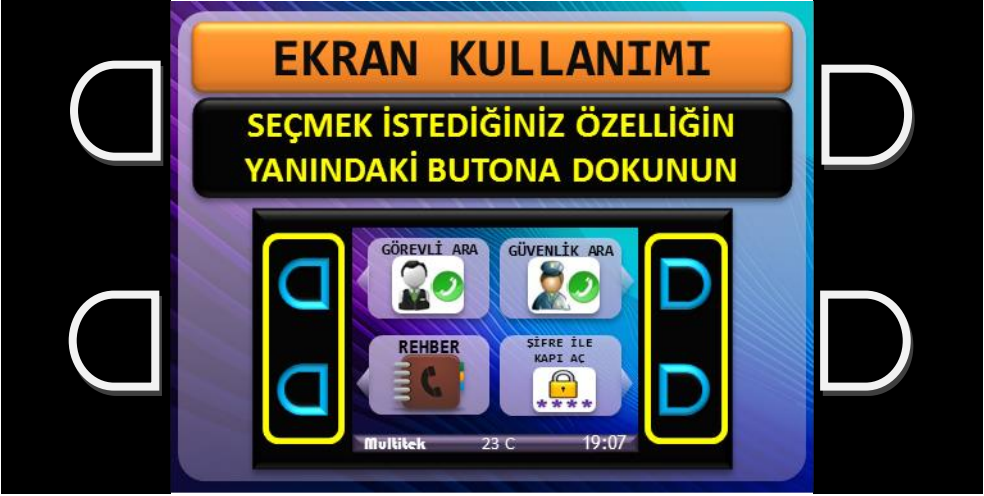 EKRAN KULLANIMI
SEÇMEK İSTEDİĞİNİZ ÖZELLİĞİN
YANINDAKİ BUTONA DOKUNUN
GÖREVLİ ARA
GÜVENLİK ARA
REHBER
ŞİFRE İLE
KAPI AÇ
****
Multitek 23 C 19:07